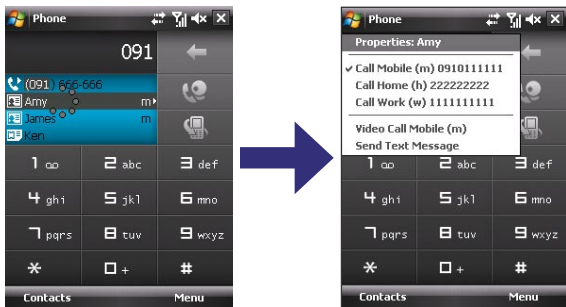 Phone
091
(091) 666-666
Amy m
James m
Ken
1
2 abc
3 def
4 ghi
5 jkl
6 mno
7 pqrs
8 tuv
9 wxyz
*
0 +
#
Contacts Menu
Phone
Properties: Amy
Call Mobile (m) 0910111111
Call Home (h) 222222222
Call Work (w) 1111111111
Video Call Mobile (m)
Send Text Message
1
2 abc
3 def
4 ghi
5 jkl
6 mno
7 pqrs
8 tuv
9 wxyz
*
0 +
#
Contacts Menu